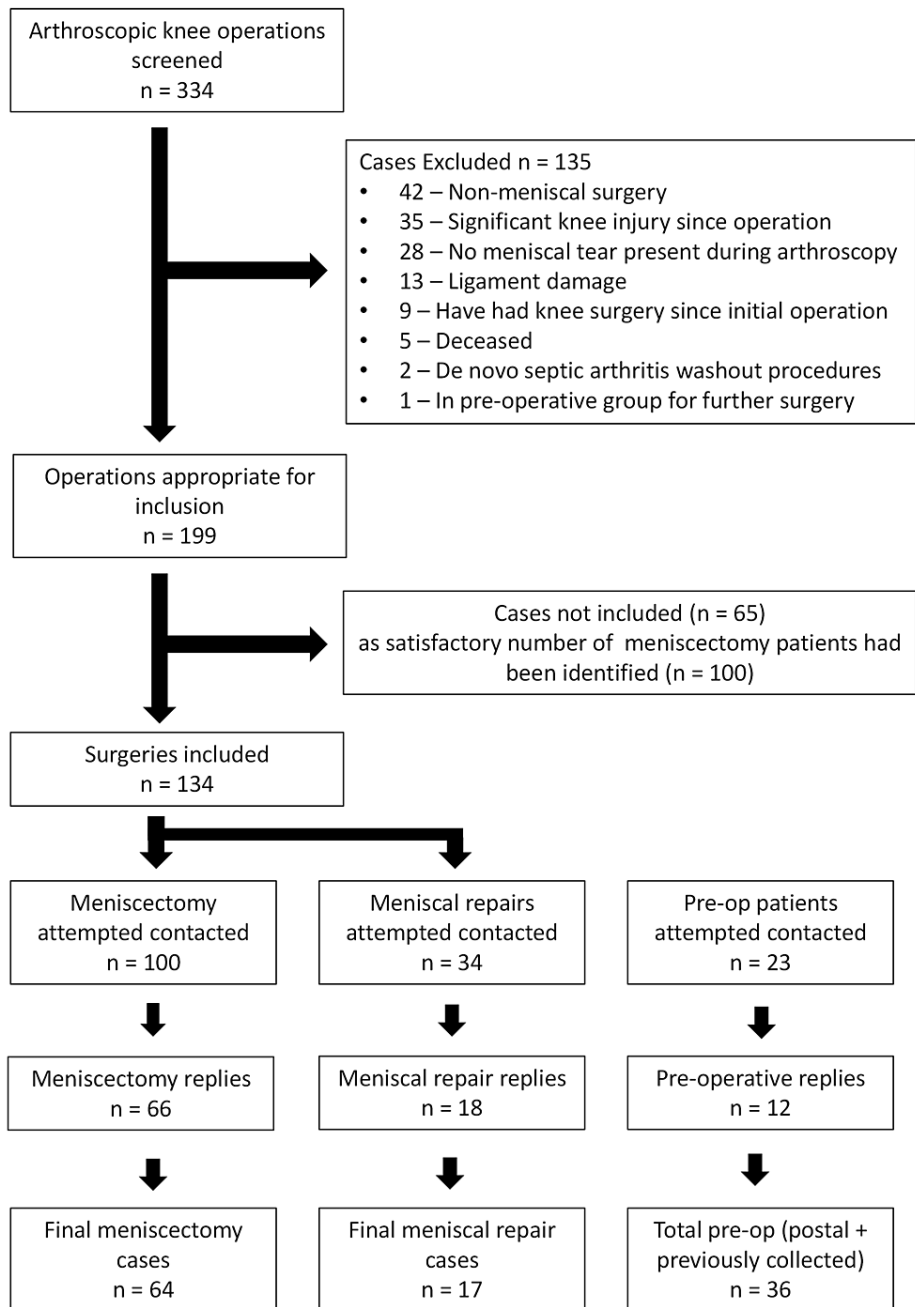 Arthroscopic knee operations
screened
n = 334
Cases Excluded n = 135
• 42 – Non-meniscal surgery
• 35 – Significant knee injury since operation
• 28 – No meniscal tear present during arthroscopy
• 13 – Ligament damage
• 9 – Have had knee surgery since initial operation
• 5 – Deceased
• 2 – De novo septic arthritis washout procedures
• 1 – In pre-operative group for further surgery
Operations appropriate for
inclusion
n = 199
Cases not included (n = 65)
as satisfactory number of meniscectomy patients had
been identified (n = 100)
Surgeries included
n = 134
Meniscectomy
attempted contacted
n = 100
Meniscal repairs
attempted contacted
n = 34
Pre-op patients
attempted contacted
n = 23
Meniscectomy replies
n = 66
Meniscal repair replies
n = 18
Pre-operative replies
n = 12
Final meniscectomy
cases
n = 64
Final meniscal repair
cases
n = 17
Total pre-op (postal +
previously collected)
n = 36